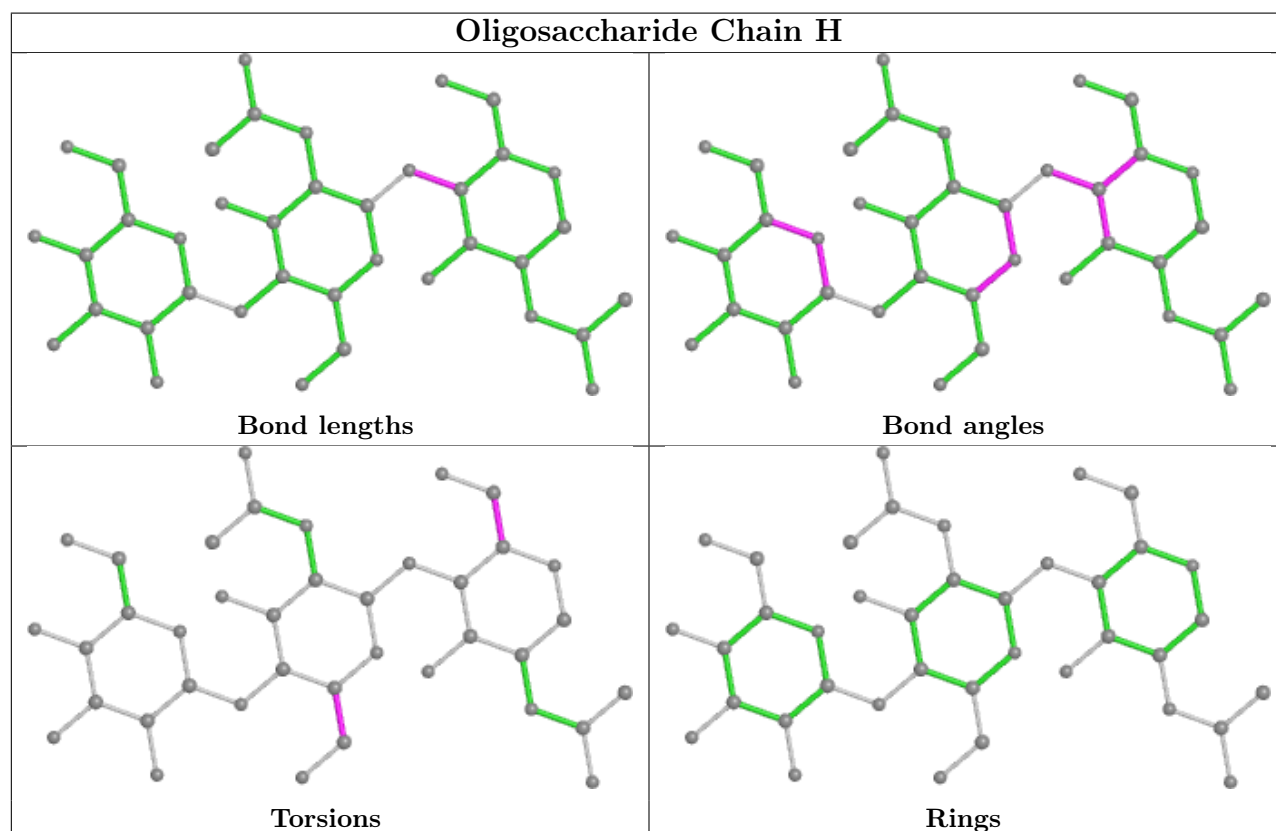 Oligosaccharide Chain H
Bond lengths
Bond angles
Torsions
Rings